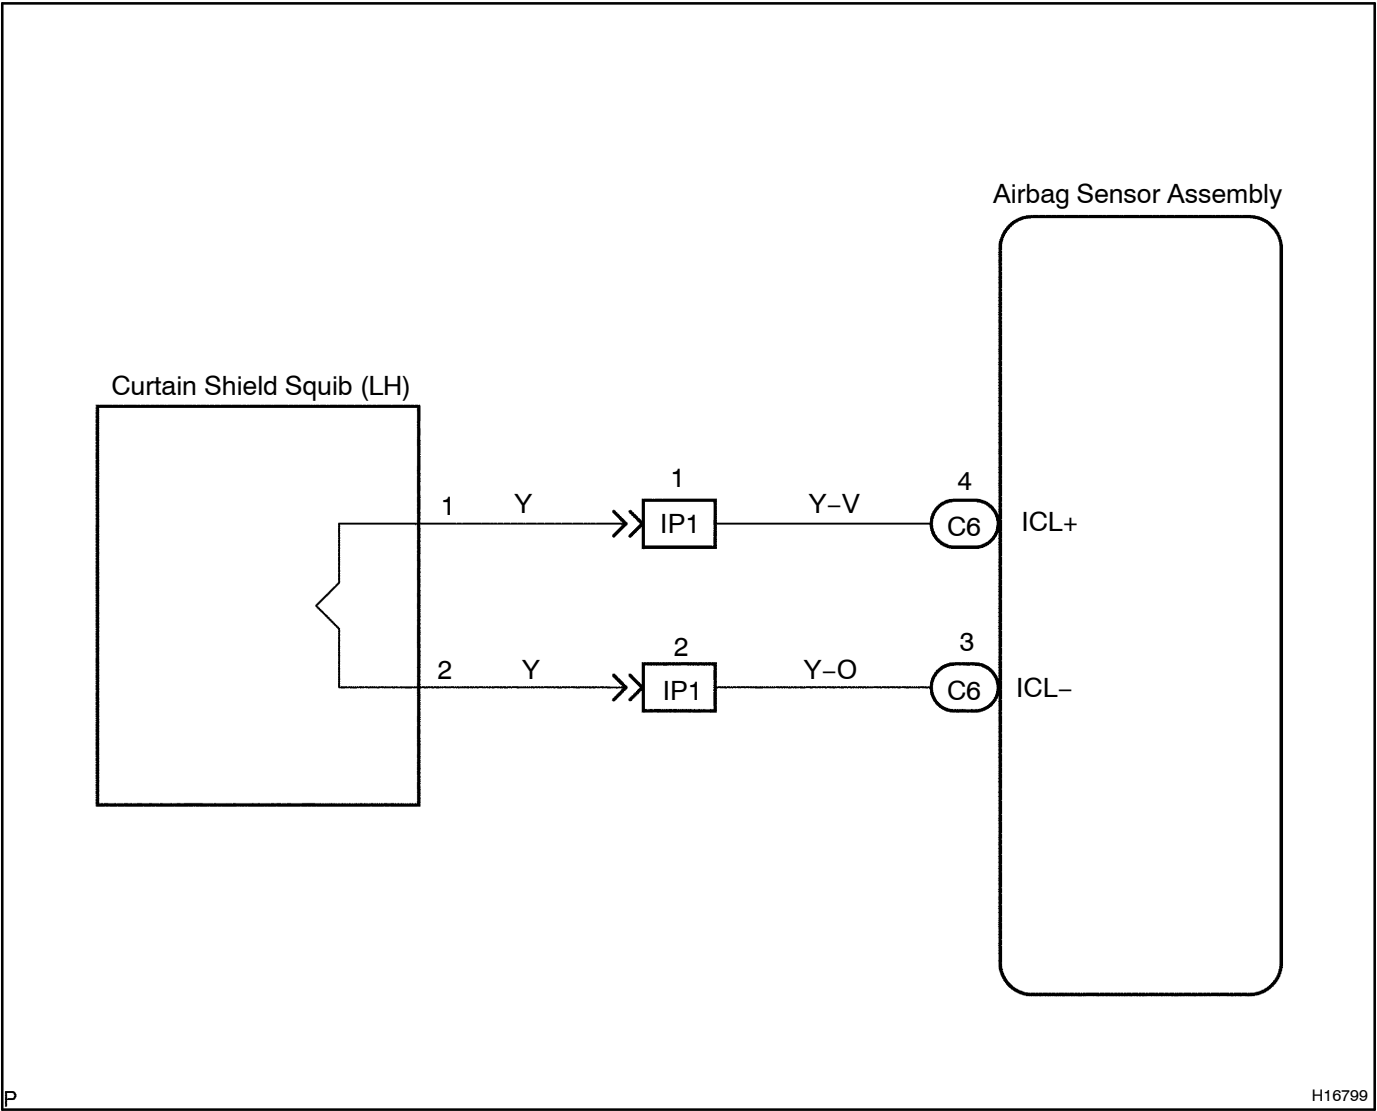 Airbag Sensor Assembly
Curtain Shield Squib (LH)
1 Y 1 IP1 Y–V 4 C6 ICL+
2 Y 2 IP1 Y–O 3 C6 ICL–
P
H16799